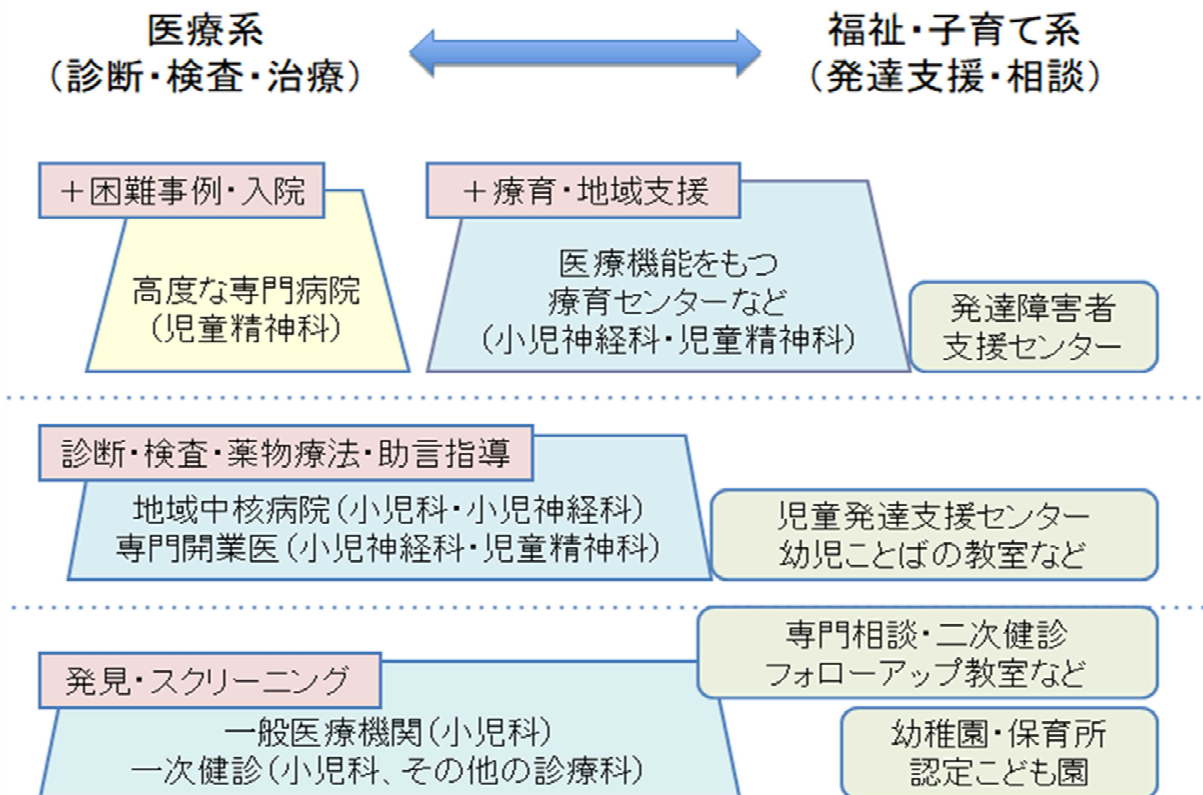 医療系
(診断・検査・治療)
福祉・子育て系
(発達支援・相談)
＋困難事例・入院
高度な専門病院
(児童精神科)
＋療育・地域支援
医療機能をもつ
療育センターなど
(小児神経科・児童精神科)
発達障害者
支援センター
診断・検査・薬物療法・助言指導
地域中核病院(小児科・小児神経科)
専門開業医(小児神経科・児童精神科)
児童発達支援センター
幼児ことばの教室など
専門相談・二次健診
フォローアップ教室など
発見・スクリーニング
一般医療機関(小児科)
一次健診(小児科、その他の診療科)
幼稚園・保育所
認定こども園